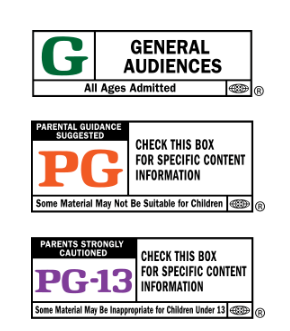 G
GENERAL
AUDIENCES
All Ages Admitted
®
PARENTAL GUIDANCE
SUGGESTED
PG
CHECK THIS BOX
FOR SPECIFIC CONTENT
INFORMATION
Some Material May Not Be Suitable for Children
®
PARENTS STRONGLY
CAUTIONED
PG-13
CHECK THIS BOX
FOR SPECIFIC CONTENT
INFORMATION
Some Material May Be Inappropriate for Children Under 13
®